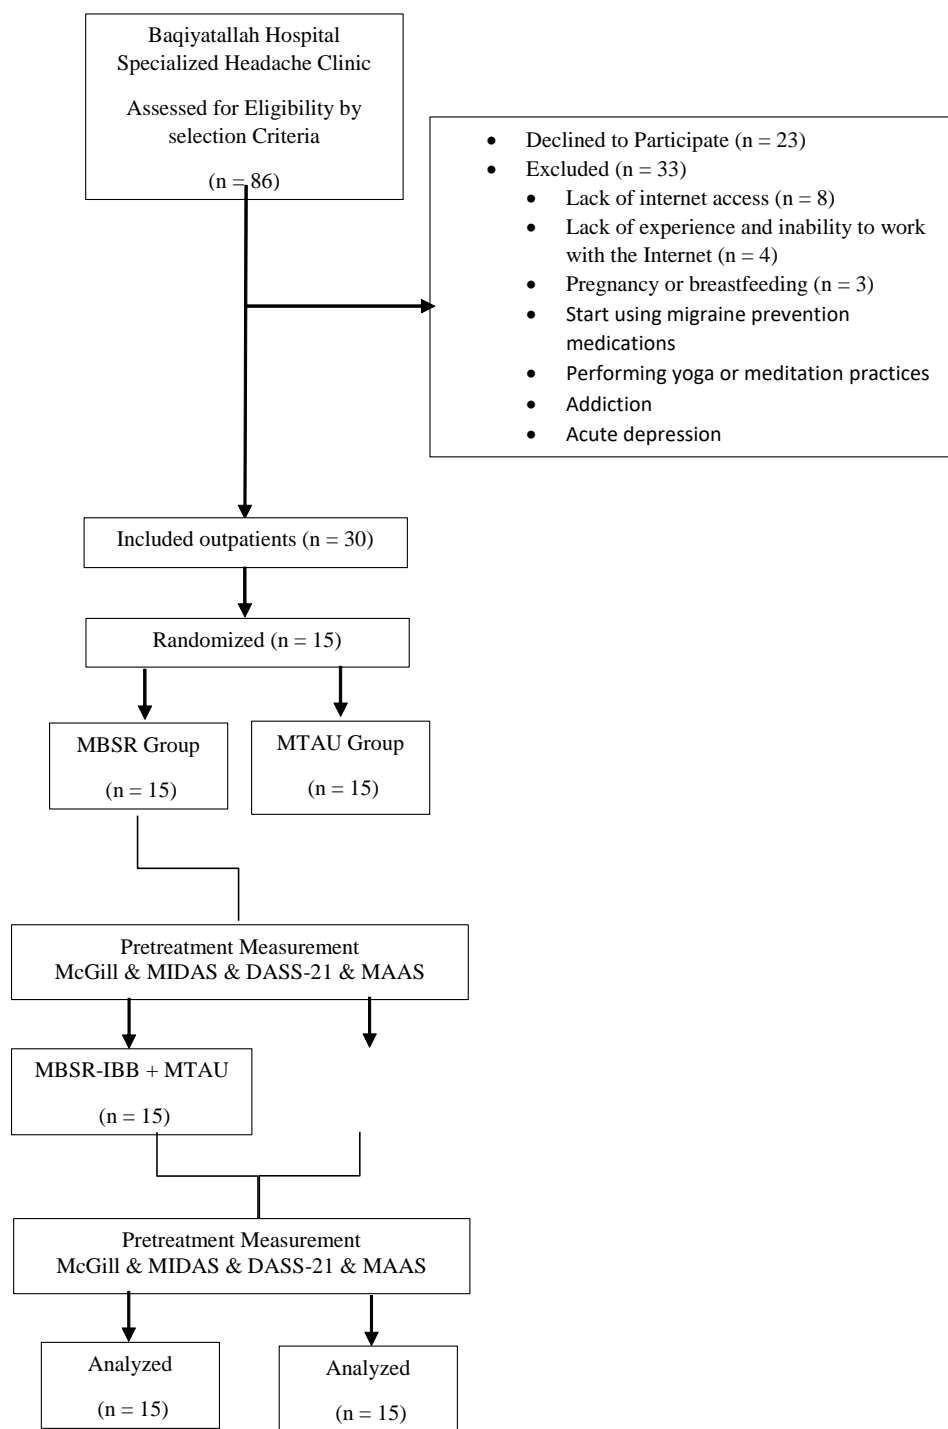 Baqiyatallah Hospital
Specialized Headache Clinic
Assessed for Eligibility by
selection Criteria
(n = 86)
• Declined to Participate (n = 23)
• Excluded (n = 33)
• Lack of internet access (n = 8)
• Lack of experience and inability to work
with the Internet (n = 4)
• Pregnancy or breastfeeding (n = 3)
• Start using migraine prevention
medications
• Performing yoga or meditation practices
• Addiction
• Acute depression
Included outpatients (n = 30)
Randomized (n = 15)
MBSR Group
(n = 15)
MTAU Group
(n = 15)
Pretreatment Measurement
McGill & MIDAS & DASS-21 & MAAS
MBSR-IBB + MTAU
(n = 15)
Pretreatment Measurement
McGill & MIDAS & DASS-21 & MAAS
Analyzed
(n = 15)
Analyzed
(n = 15)